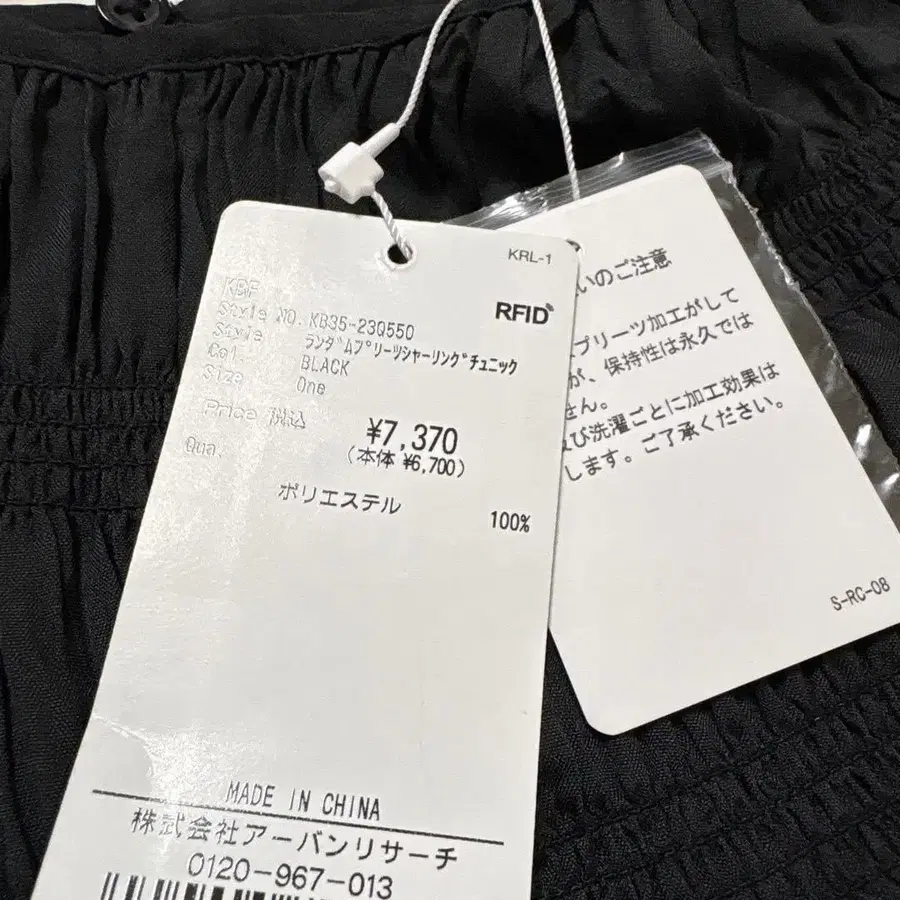 KRL-1
RFID
KBF
Style NO. KB35-23Q550
Style ランダムプリーツシャーリングチュニック
Col. BLACK
Size One
Price 税込 ¥7,370
(本体 ¥6,700)
Qua.
ポリエステル 100%
MADE IN CHINA
株式会社アーバンリサーチ
0120-967-013
いのご注意
プリーツ加工がして
が、保持性は永久では
せん。
び洗濯ごとに加工効果は
します。ご了承ください。
S-RC-08